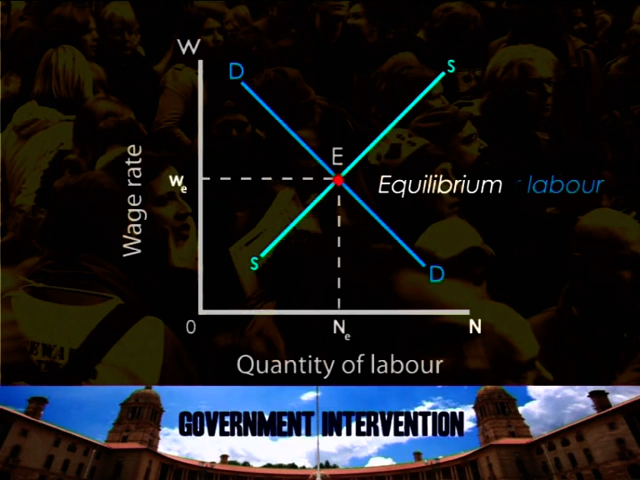 W
D
S
E
Wage rate
We
Equilibrium labour
S
D
0
Ne
N
Quantity of labour
GOVERNMENT INTERVENTION